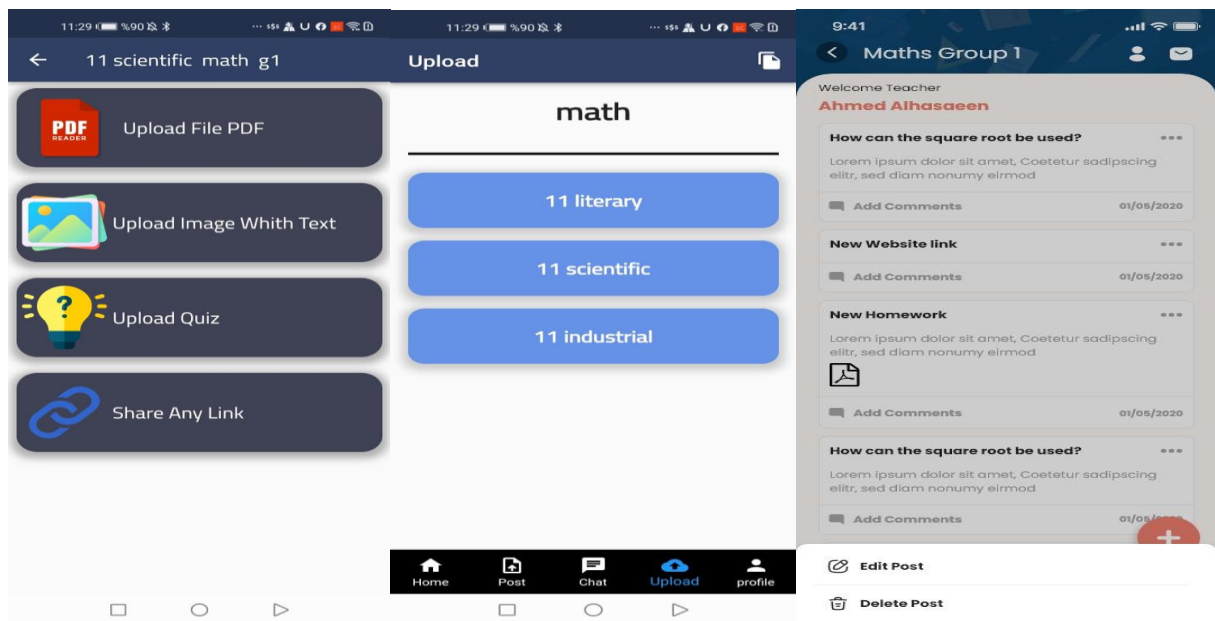 11:29 %90
11 scientific math g1
PDF
READER
Upload File PDF
Upload Image Whith Text
?
Upload Quiz
Share Any Link
11:29 %90
Upload
math
11 literary
11 scientific
11 industrial
Home Post Chat Upload profile
9:41
Maths Group 1
Welcome Teacher
Ahmed Alhasaeen
How can the square root be used?
Lorem ipsum dolor sit amet, Coetetur sadipscing
elitr, sed diam nonumy eirmod
Add Comments 01/05/2020
New Website link
Add Comments 01/05/2020
New Homework
Lorem ipsum dolor sit amet, Coetetur sadipscing
elitr, sed diam nonumy eirmod
Add Comments 01/05/2020
How can the square root be used?
Lorem ipsum dolor sit amet, Coetetur sadipscing
elitr, sed diam nonumy eirmod
Add Comments
Edit Post
Delete Post